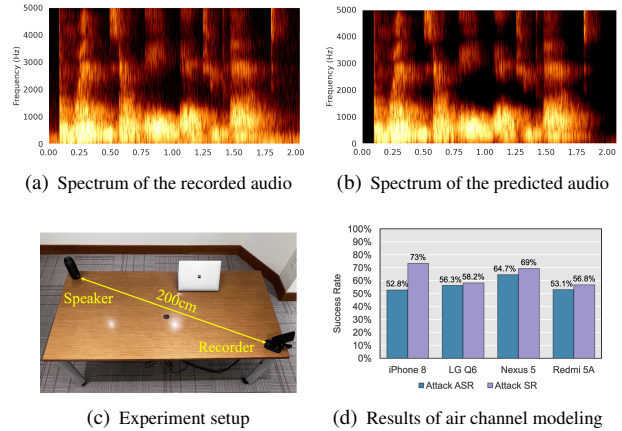 5000
4000
3000
2000
1000
0
Frequency (Hz)
0.00 0.25 0.50 0.75 1.00 1.25 1.50 1.75 2.00
(a) Spectrum of the recorded audio
5000
4000
3000
2000
1000
0
Frequency (Hz)
0.00 0.25 0.50 0.75 1.00 1.25 1.50 1.75 2.00
(b) Spectrum of the predicted audio
Speaker
200cm
Recorder
(c) Experiment setup
100%
90%
80%
70%
60%
50%
40%
30%
20%
10%
0%
Success Rate
52.8% 73% 56.3% 58.2% 64.7% 69% 53.1% 56.8%
iPhone 8 LG Q6 Nexus 5 Redmi 5A
Attack ASR Attack SR
(d) Results of air channel modeling